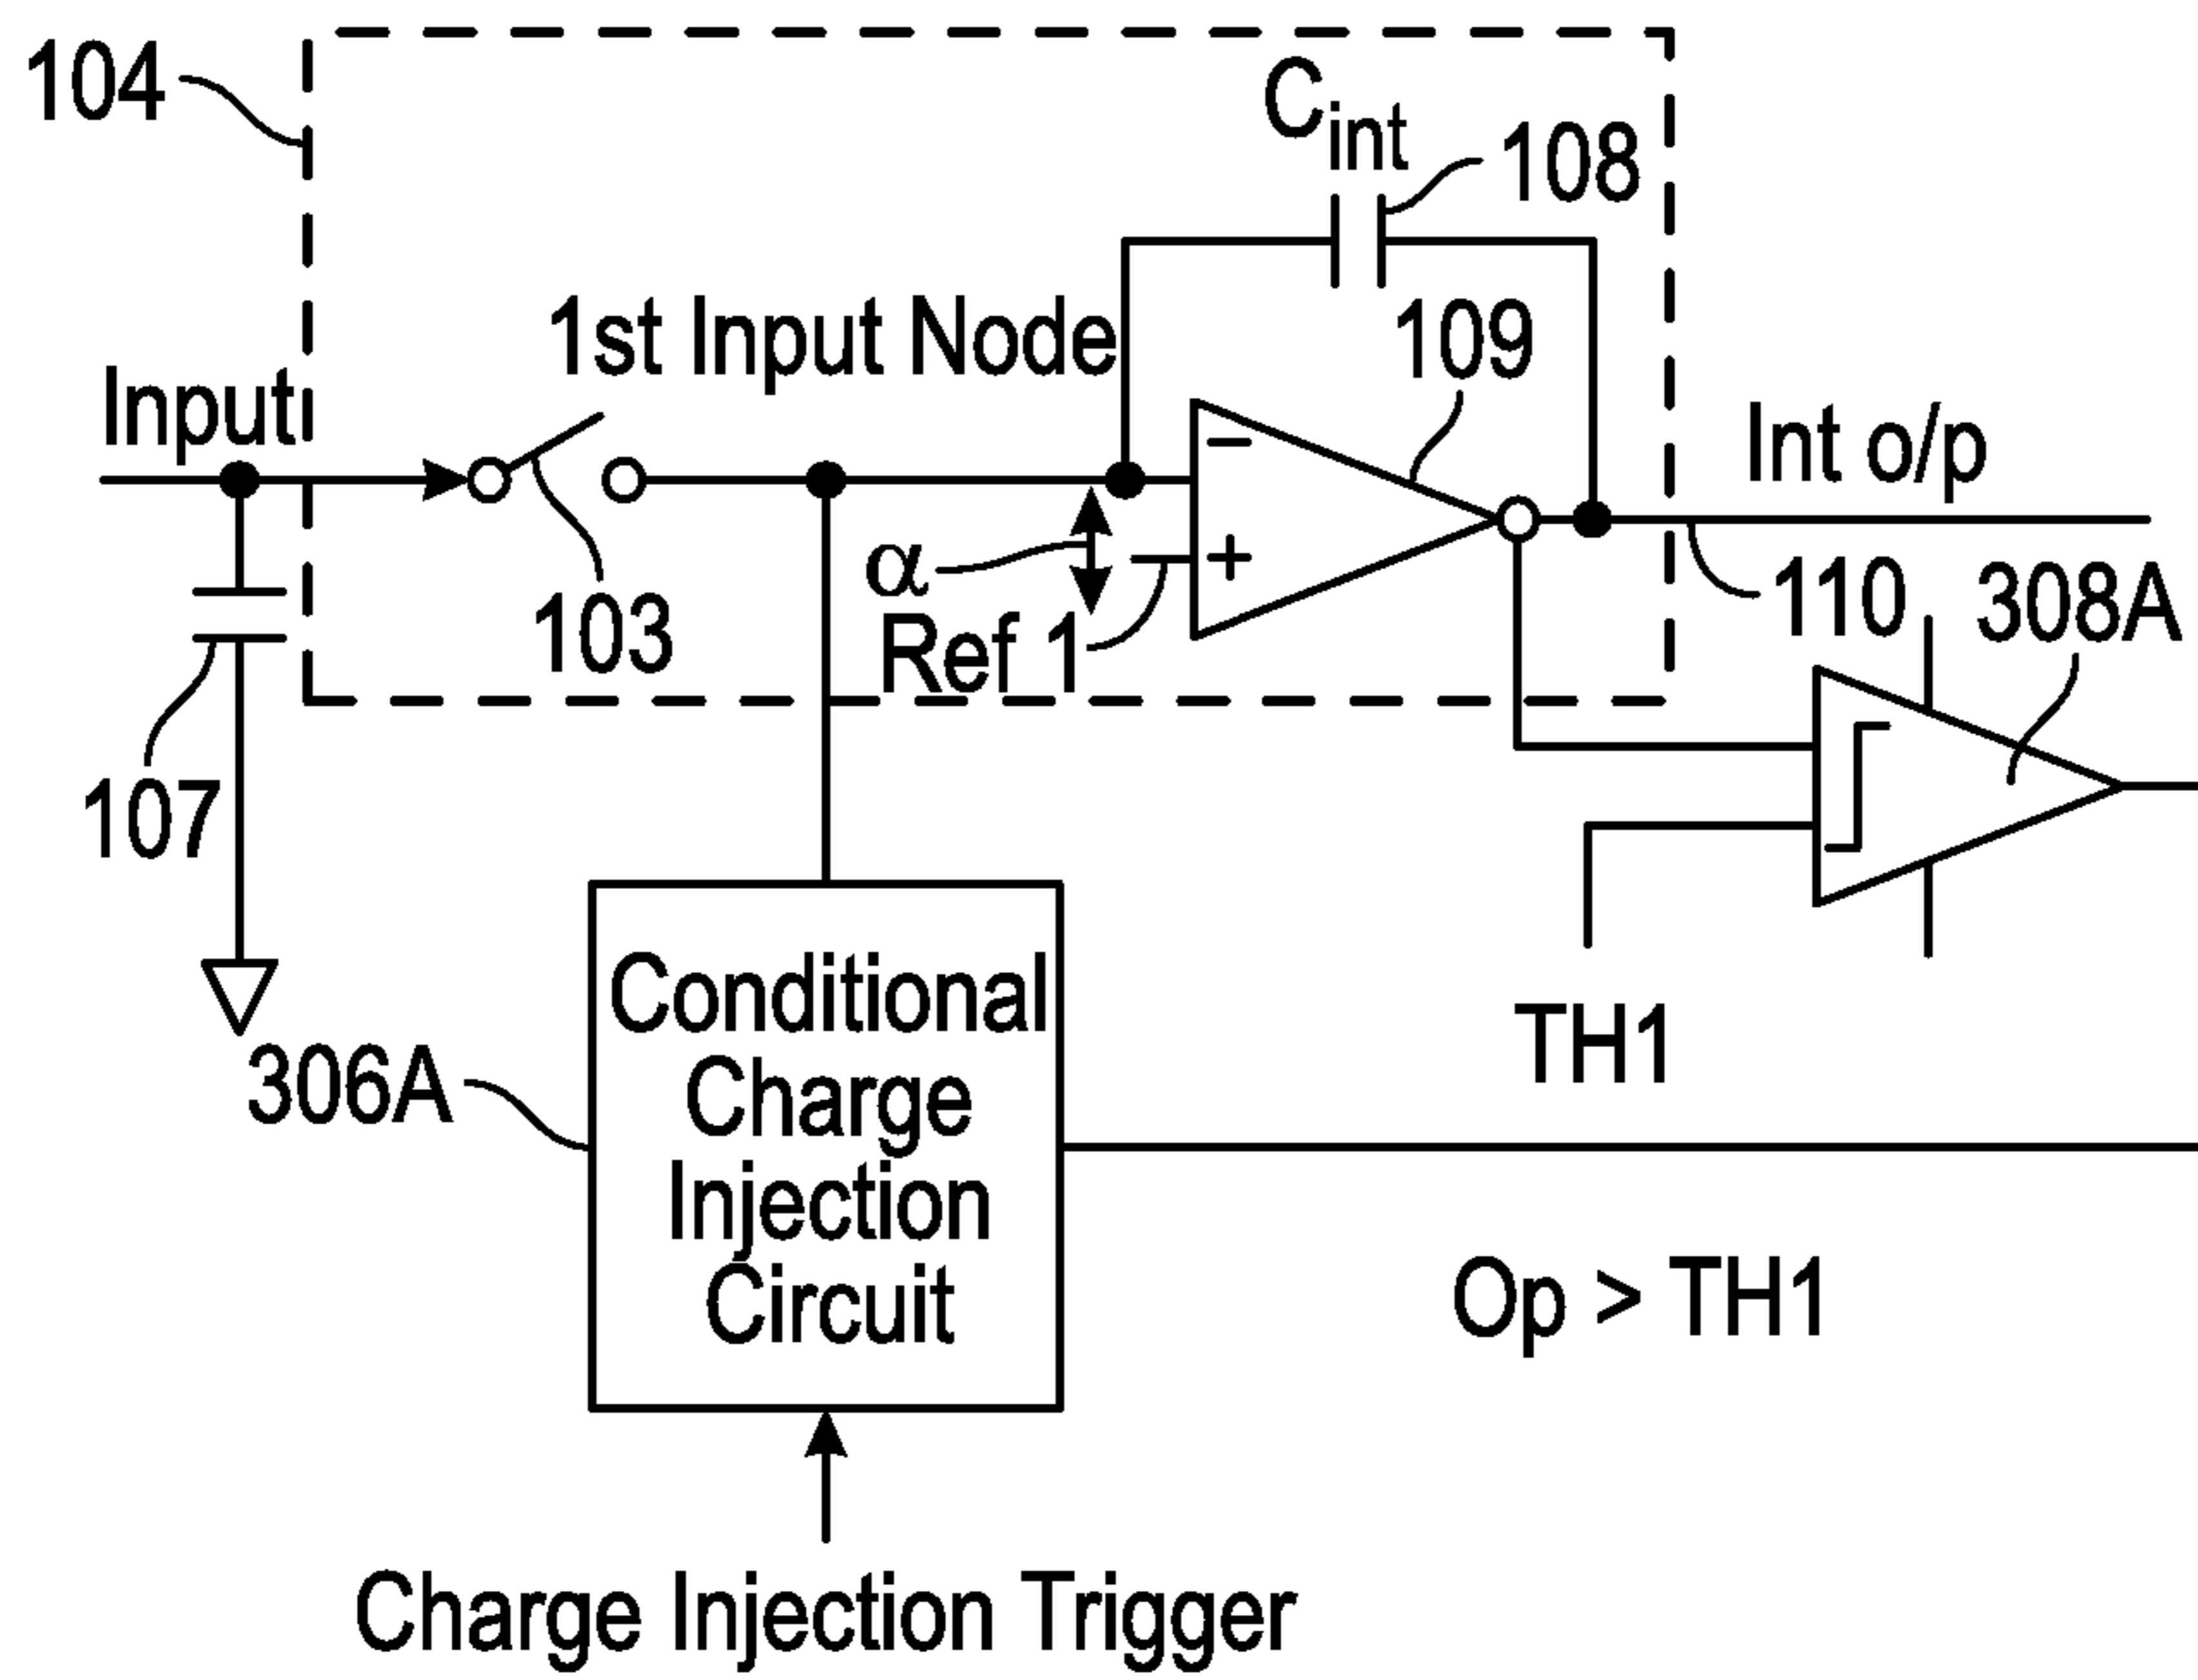 104
C_int
108
1st Input Node
109
Input
Int o/p
−
+
α
Ref 1
103
110
308A
107
TH1
306A
Conditional
Charge
Injection
Circuit
Op > TH1
Charge Injection Trigger